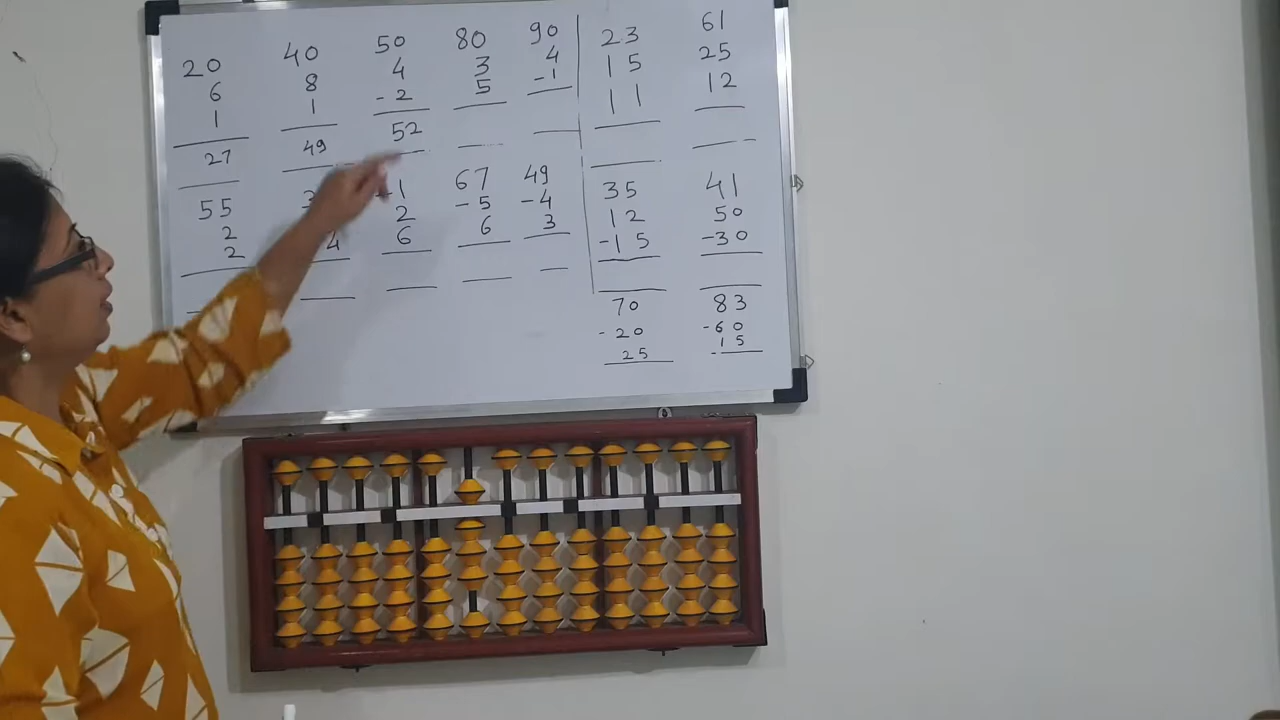 20 40 50 80 90 23 61
6 8 4 3 4 15 25
1 1 -2 5 -1 11 12
27 49 52
55 -1 67 49 35 41
2 2 -5 -4 12 50
2 4 6 6 3 -15 -30
70 83
-20 -60
25 15